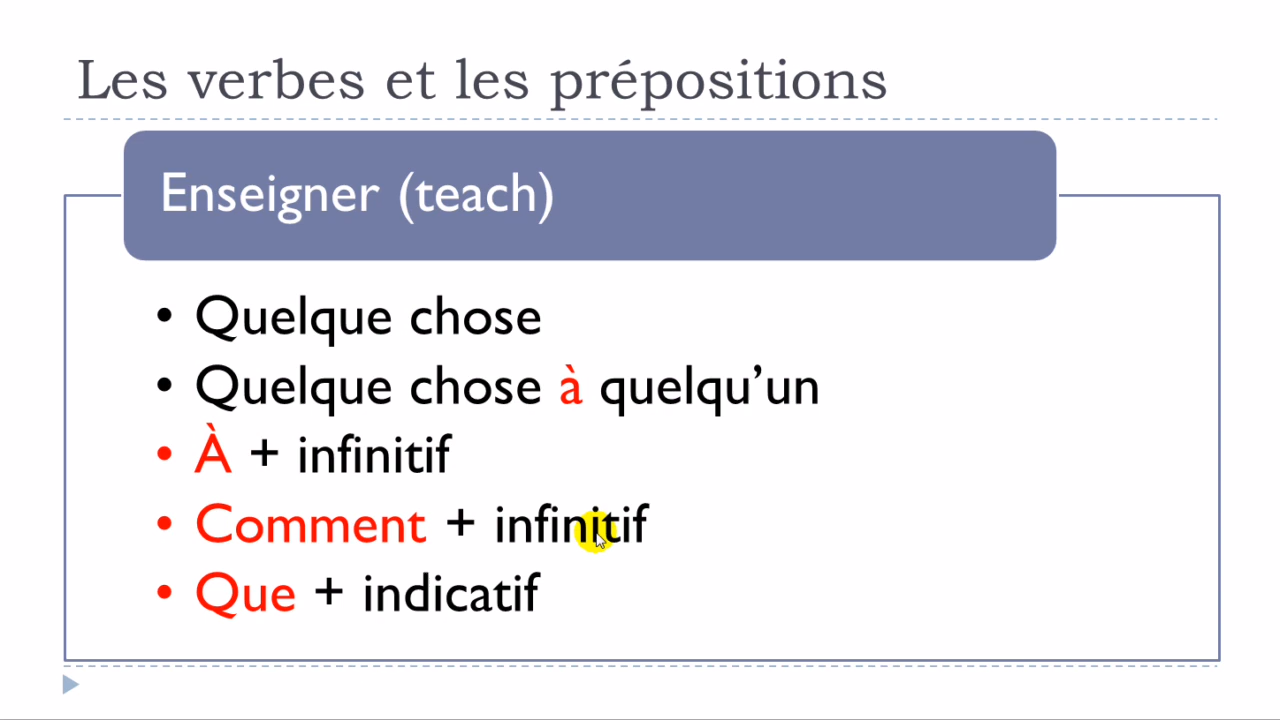 Les verbes et les prépositions
Enseigner (teach)
• Quelque chose
• Quelque chose à quelqu’un
• À + infinitif
• Comment + infinitif
• Que + indicatif